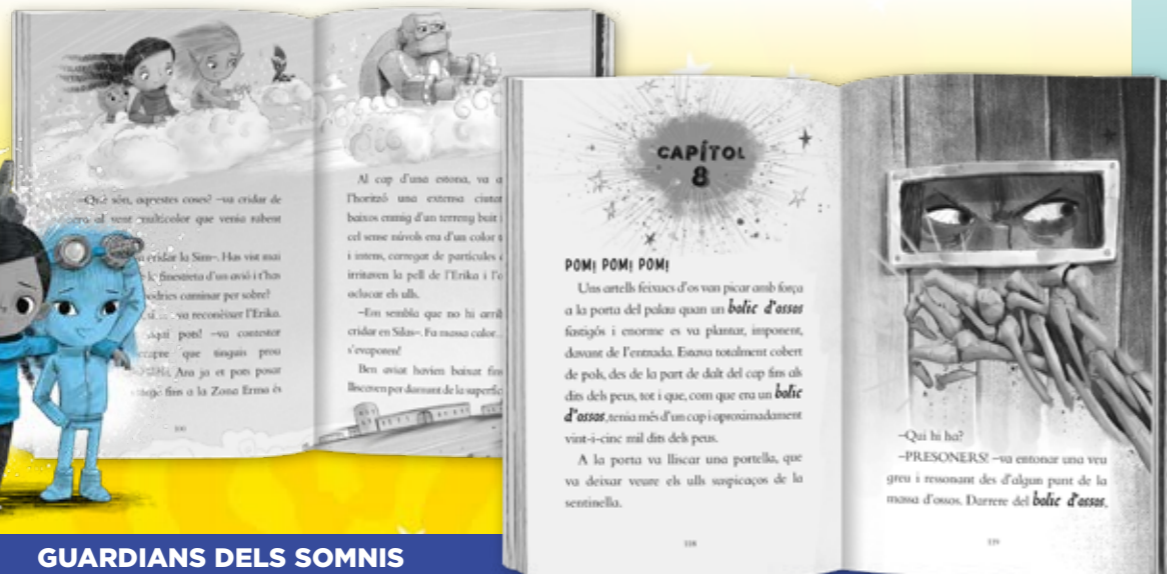 –Què són, aquestes coses? –va cridar de
al vent multicolor que venia rabent
cridar la Sim–. Has vist mai
finestreta d'un avió i t'has
podries caminar per sobre?
–va reconèixer l'Erika.
pots! –va contestar
que tinguis prou
Ara ja et pots posar
fins a la Zona Erma és
100
Al cap d'una estona, va a
l'horitzó una extensa ciutat
baixos enmig d'un terreny buit i
cel sense núvols era d'un color
i intens, carregat de partícules
irritaven la pell de l'Erika i l'o
aclucar els ulls.
–Em sembla que no hi arrib
cridar en Silas–. Fa massa calor...
s'evaporen!
Ben aviat havien baixat fins
lliscaven per damunt de la superfíc
CAPÍTOL
8
POM! POM! POM!
Uns artells feixucs d'os van picar amb força
a la porta del palau quan un bolic d'ossos
fastigós i enorme es va plantar, imponent,
davant de l'entrada. Estava totalment cobert
de pols, des de la part de dalt del cap fins als
dits dels peus, tot i que, com que era un bolic
d'ossos, tenia més d'un cap i aproximadament
vint-i-cinc mil dits dels peus.
A la porta va lliscar una portella, que
va deixar veure els ulls suspicaços de la
sentinella.
118
–Qui hi ha?
–PRESONERS! –va entonar una veu
greu i ressonant des d'algun punt de la
massa d'ossos. Darrere del bolic d'ossos,
119
GUARDIANS DELS SOMNIS